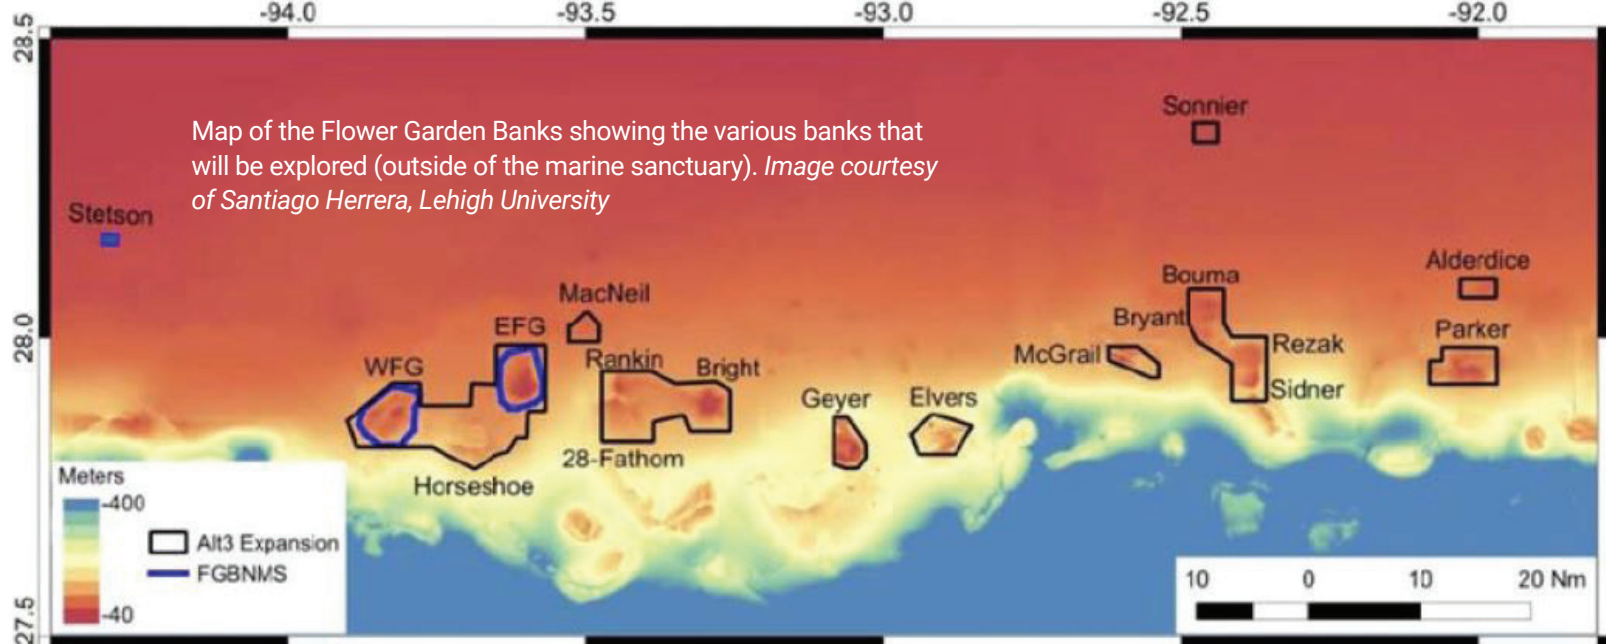 -94.0 -93.5 -93.0 -92.5 -92.0
28.5
Sonnier
Map of the Flower Garden Banks showing the various banks that
will be explored (outside of the marine sanctuary). Image courtesy
of Santiago Herrera, Lehigh University
Stetson
Alderdice
Bouma
MacNeil
28.0
EFG
Bryant
Parker
Rezak
McGrail
WFG
Rankin
Bright
Sidner
Geyer
Elvers
28-Fathom
Horseshoe
Meters
-400
Alt3 Expansion
FGBNMS
-40
10 0 10 20 Nm
27.5